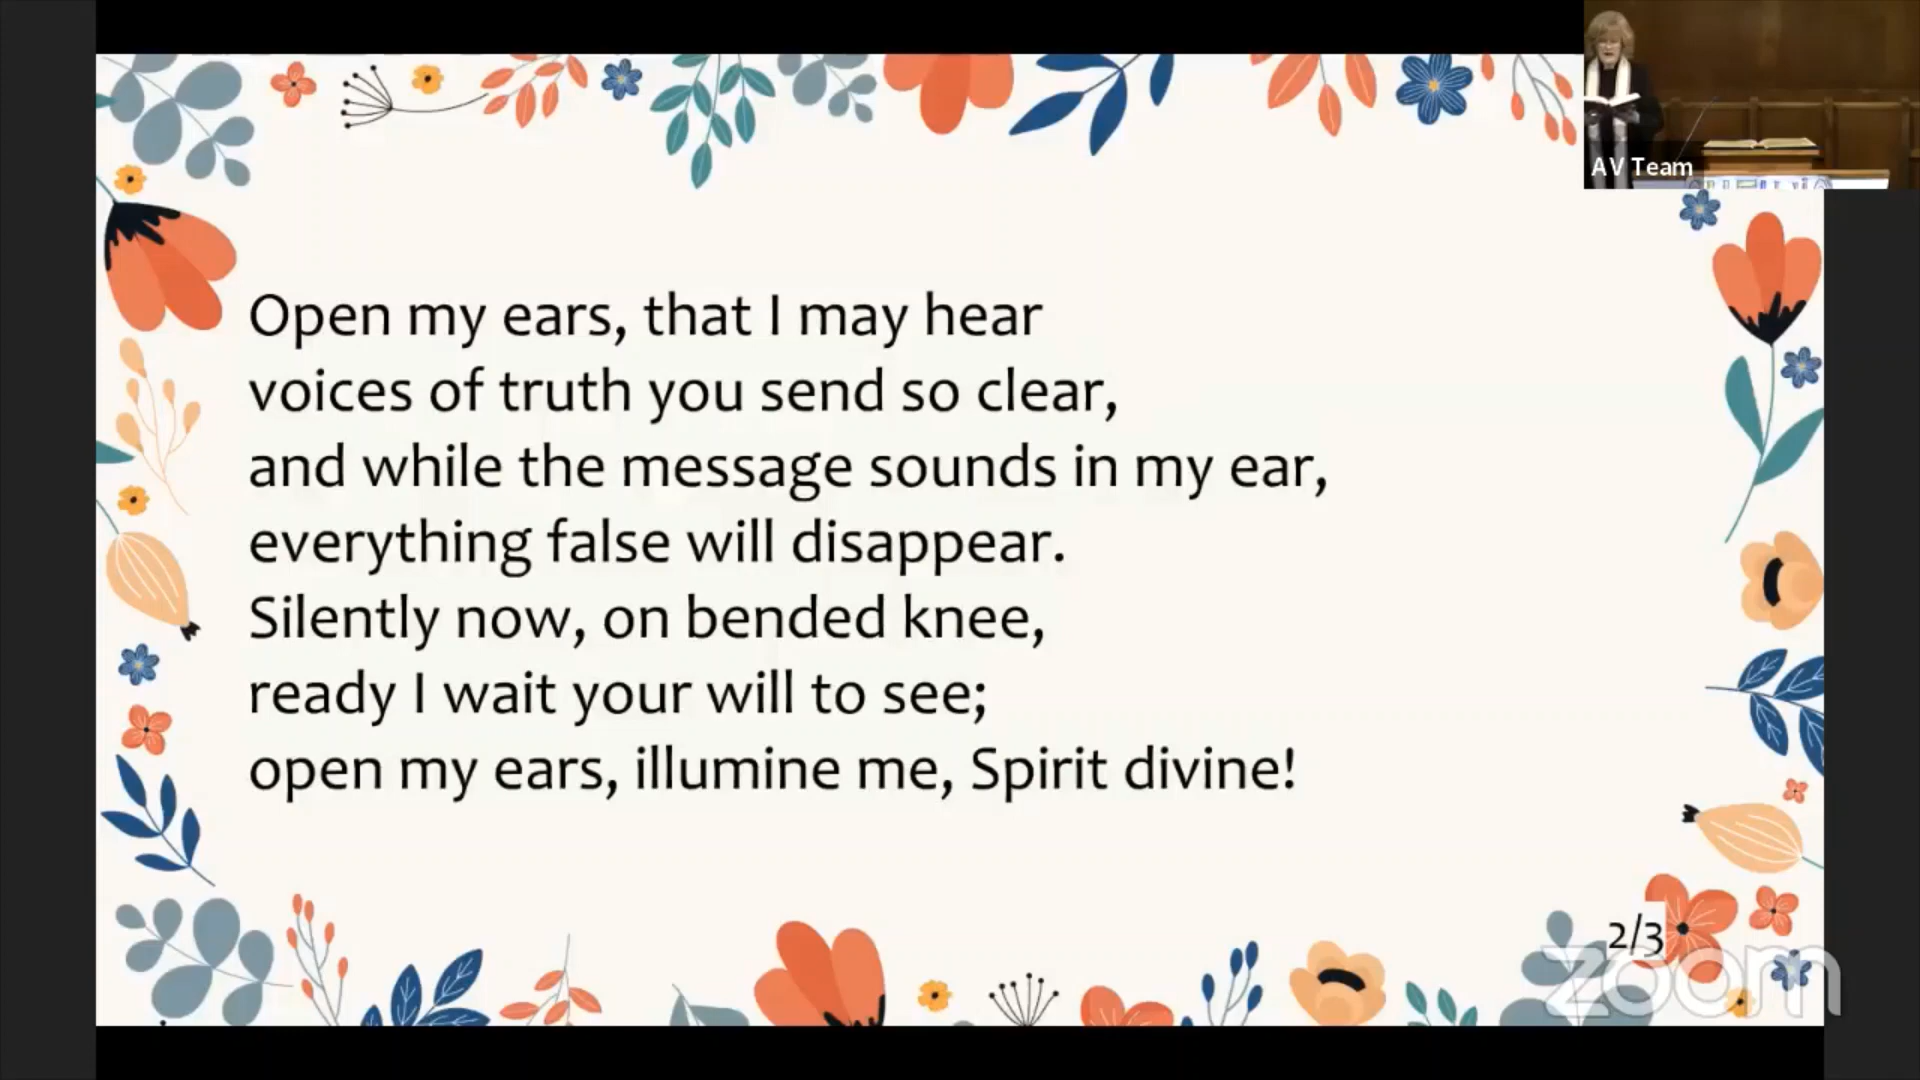 AV Team
Open my ears, that I may hear
voices of truth you send so clear,
and while the message sounds in my ear,
everything false will disappear.
Silently now, on bended knee,
ready I wait your will to see;
open my ears, illumine me, Spirit divine!
2/3
zoom